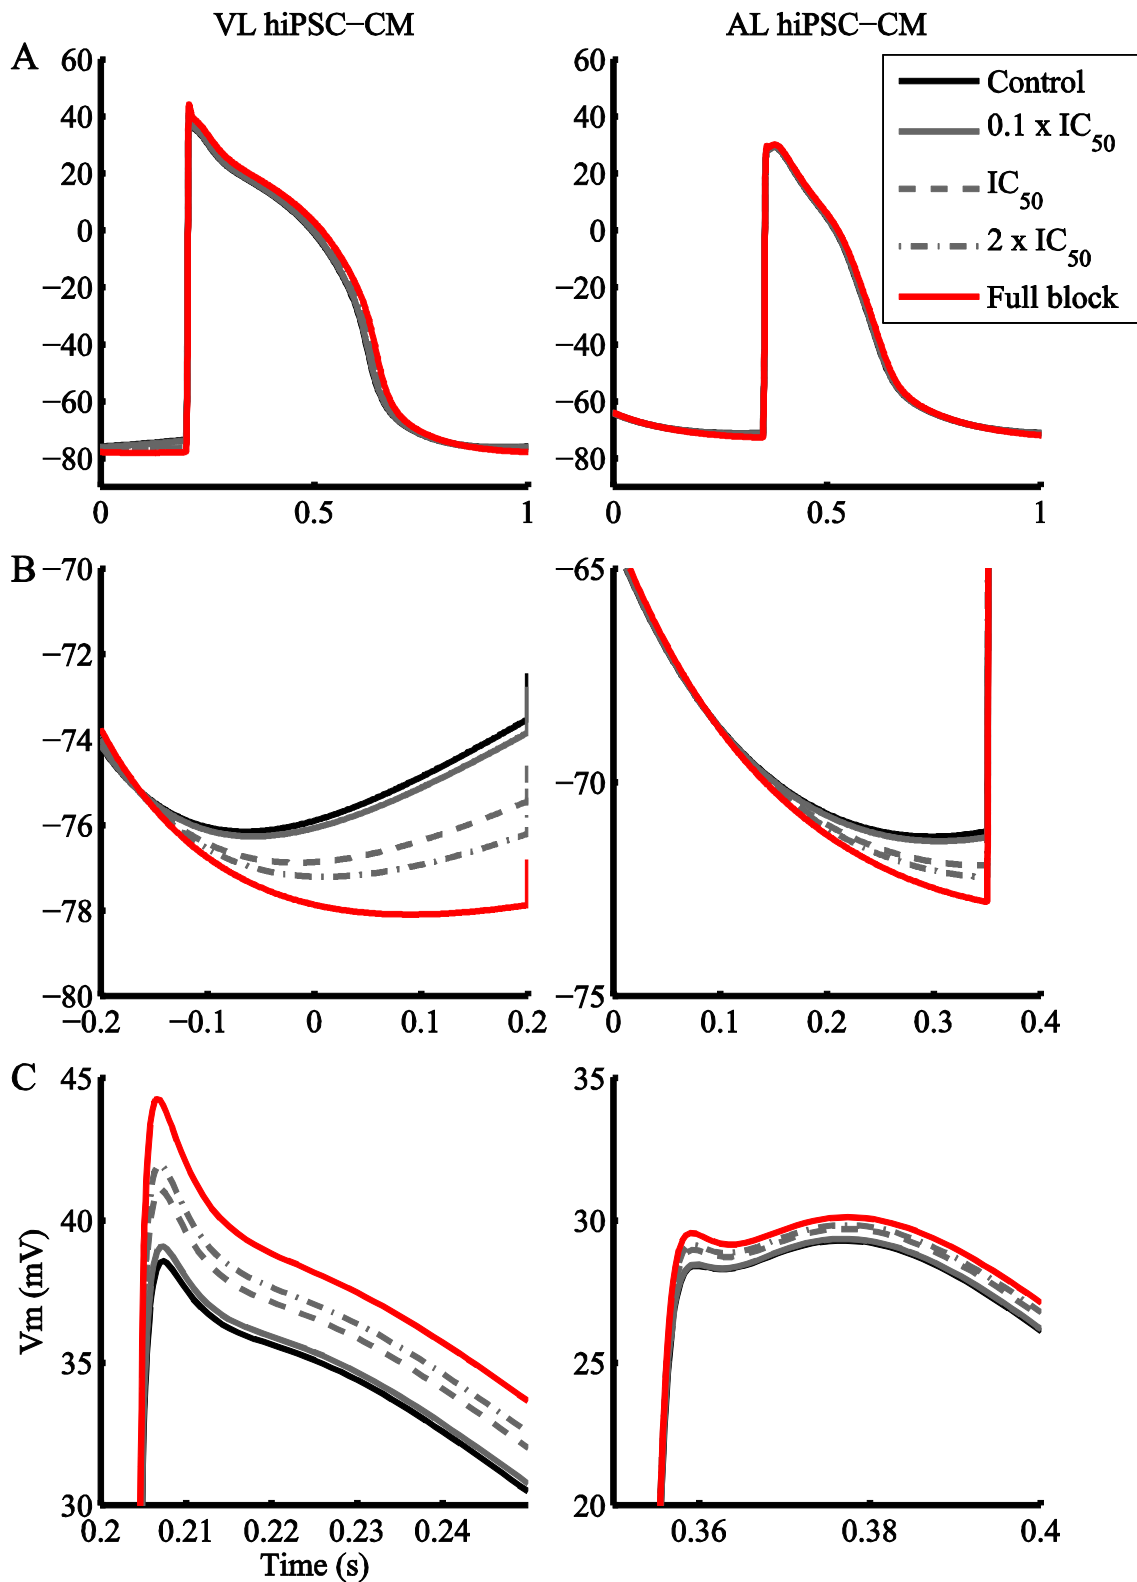 VL hiPSC−CM AL hiPSC−CM
A
60 60
40 40
20 20
0 0
−20 −20
−40 −40
−60 −60
−80 −80
0 0.5 1 0 0.5 1
Control
0.1 x IC50
IC50
2 x IC50
Full block
B
−70 −65
−72
−74
−70
−76
−78
−80 −75
−0.2 −0.1 0 0.1 0.2 0 0.1 0.2 0.3 0.4
C
45 35
40 30
35 25
30 20
0.2 0.21 0.22 0.23 0.24 0.36 0.38 0.4
Vm (mV)
Time (s)